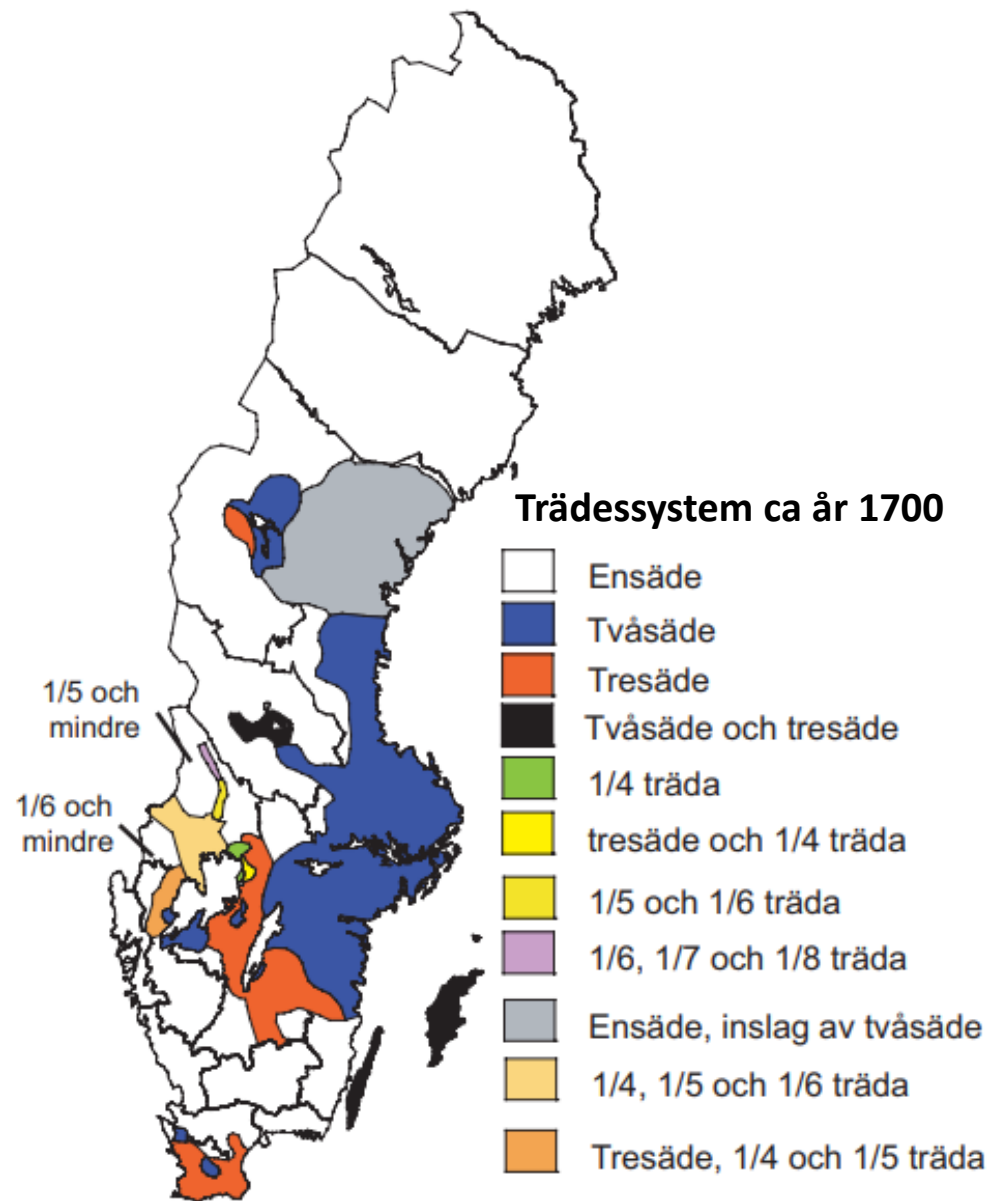 Trädessystem ca år 1700
Ensäde
Tvåsäde
Tresäde
Tvåsäde och tresäde
1/4 träda
tresäde och 1/4 träda
1/5 och 1/6 träda
1/6, 1/7 och 1/8 träda
Ensäde, inslag av tvåsäde
1/4, 1/5 och 1/6 träda
Tresäde, 1/4 och 1/5 träda
1/5 och
mindre
1/6 och
mindre